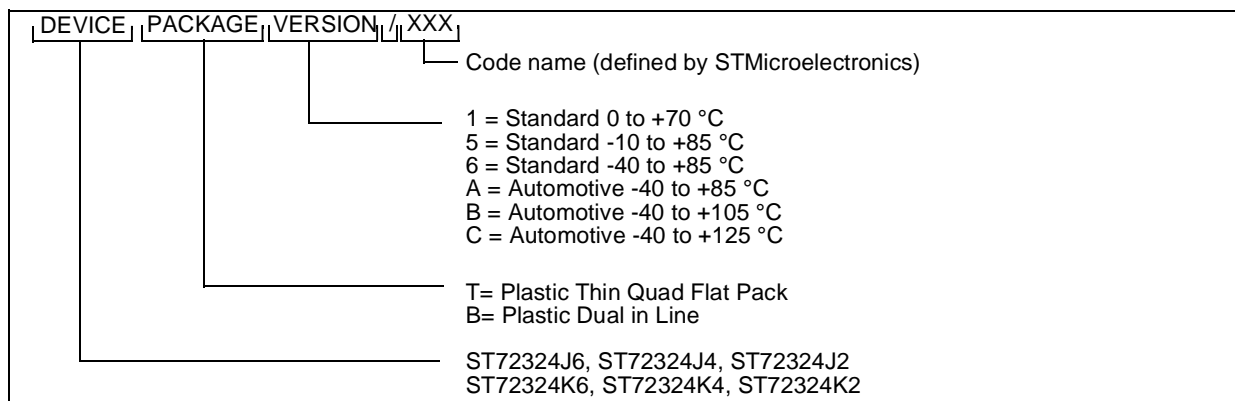 DEVICE PACKAGE VERSION / XXX
Code name (defined by STMicroelectronics)
1 = Standard 0 to +70 °C
5 = Standard -10 to +85 °C
6 = Standard -40 to +85 °C
A = Automotive -40 to +85 °C
B = Automotive -40 to +105 °C
C = Automotive -40 to +125 °C
T= Plastic Thin Quad Flat Pack
B= Plastic Dual in Line
ST72324J6, ST72324J4, ST72324J2
ST72324K6, ST72324K4, ST72324K2